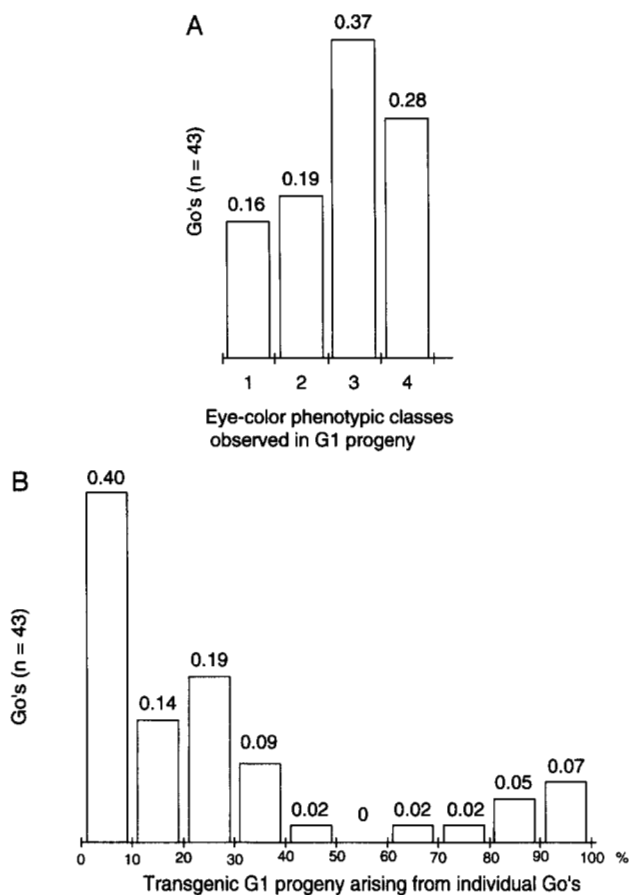 A
Go's (n = 43)
0.16
0.19
0.37
0.28
1 2 3 4
Eye-color phenotypic classes
observed in G1 progeny
B
Go's (n = 43)
0.40
0.14
0.19
0.09
0.02
0
0.02
0.02
0.05
0.07
0 10 20 30 40 50 60 70 80 90 100 %
Transgenic G1 progeny arising from individual Go's